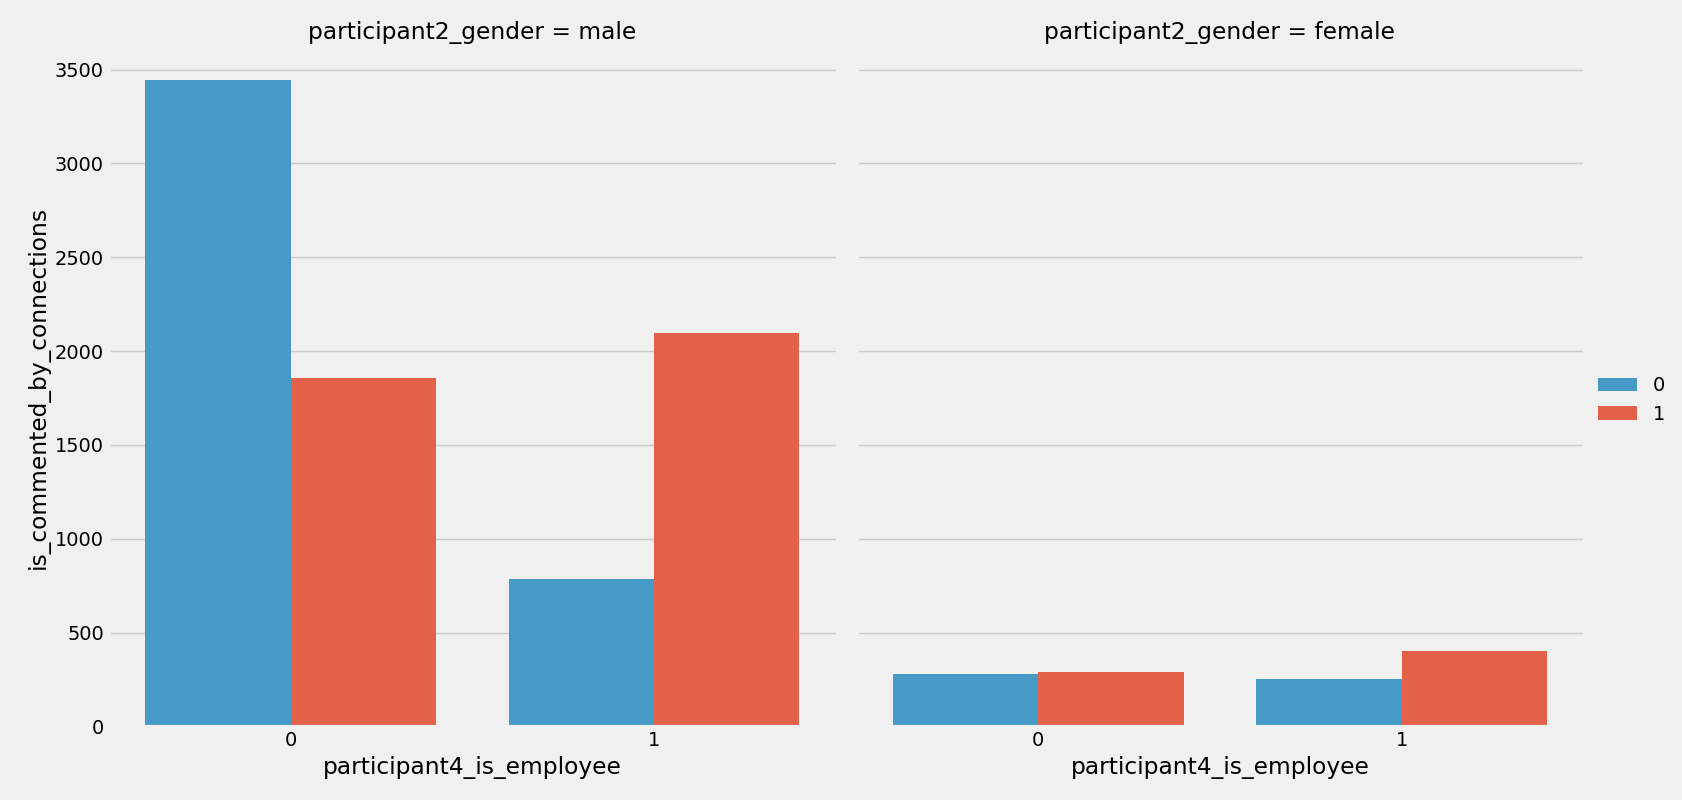 participant2_gender = male
participant2_gender = female
is_commented_by_connections
3500
3000
2500
2000
1500
1000
500
0
0
1
0
1
participant4_is_employee
participant4_is_employee
0
1